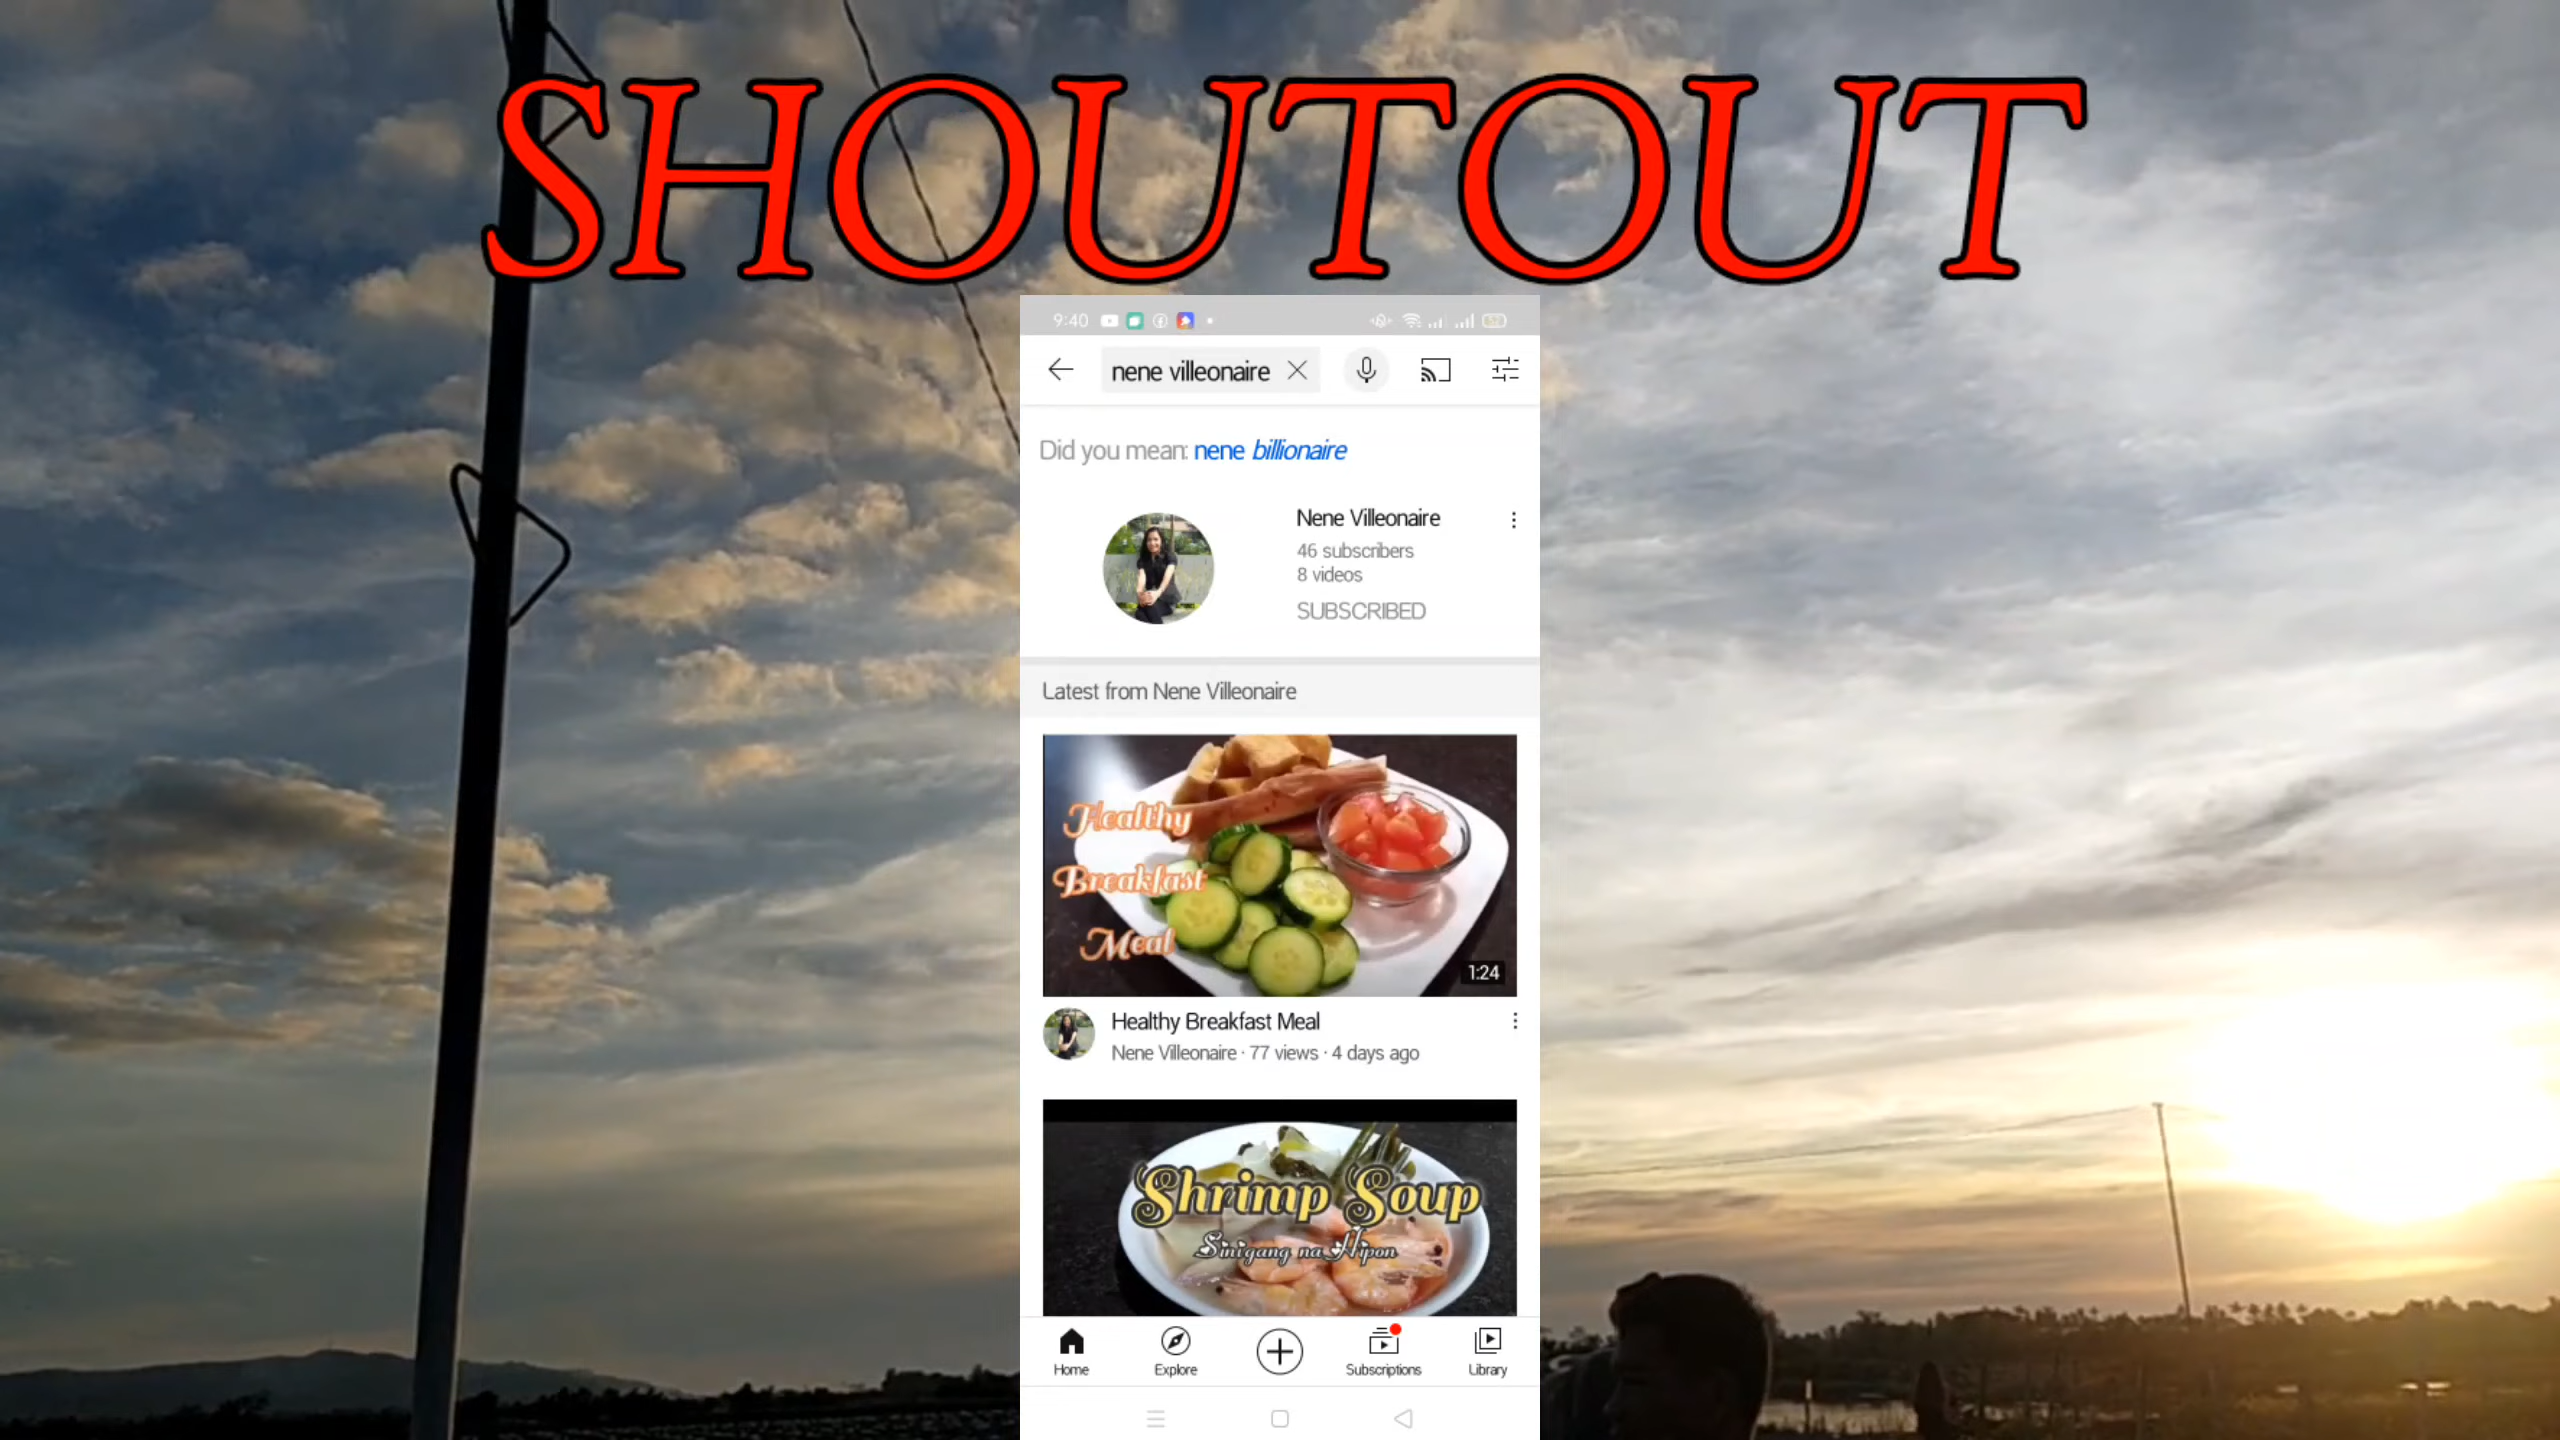 SHOUTOUT
9:40
nene villeonaire
Did you mean: nene billionaire
Nene Villeonaire
46 subscribers
8 videos
SUBSCRIBED
Latest from Nene Villeonaire
Healthy
Breakfast
Meal
1:24
Healthy Breakfast Meal
Nene Villeonaire · 77 views · 4 days ago
Shrimp Soup
Sinigang na Hipon
Home
Explore
Subscriptions
Library